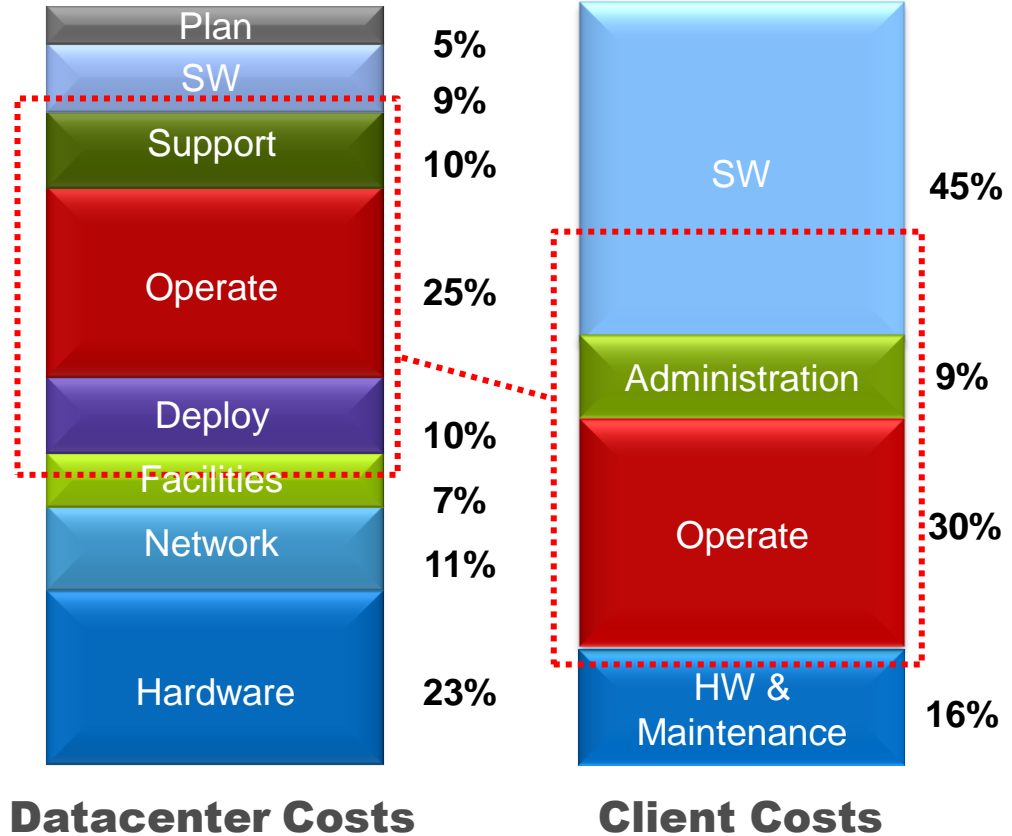 Plan
5%
SW
9%
Support
10%
Operate
25%
Deploy
10%
Facilities
7%
Network
11%
Hardware
23%
Datacenter Costs
SW
45%
Administration
9%
Operate
30%
HW &
Maintenance
16%
Client Costs